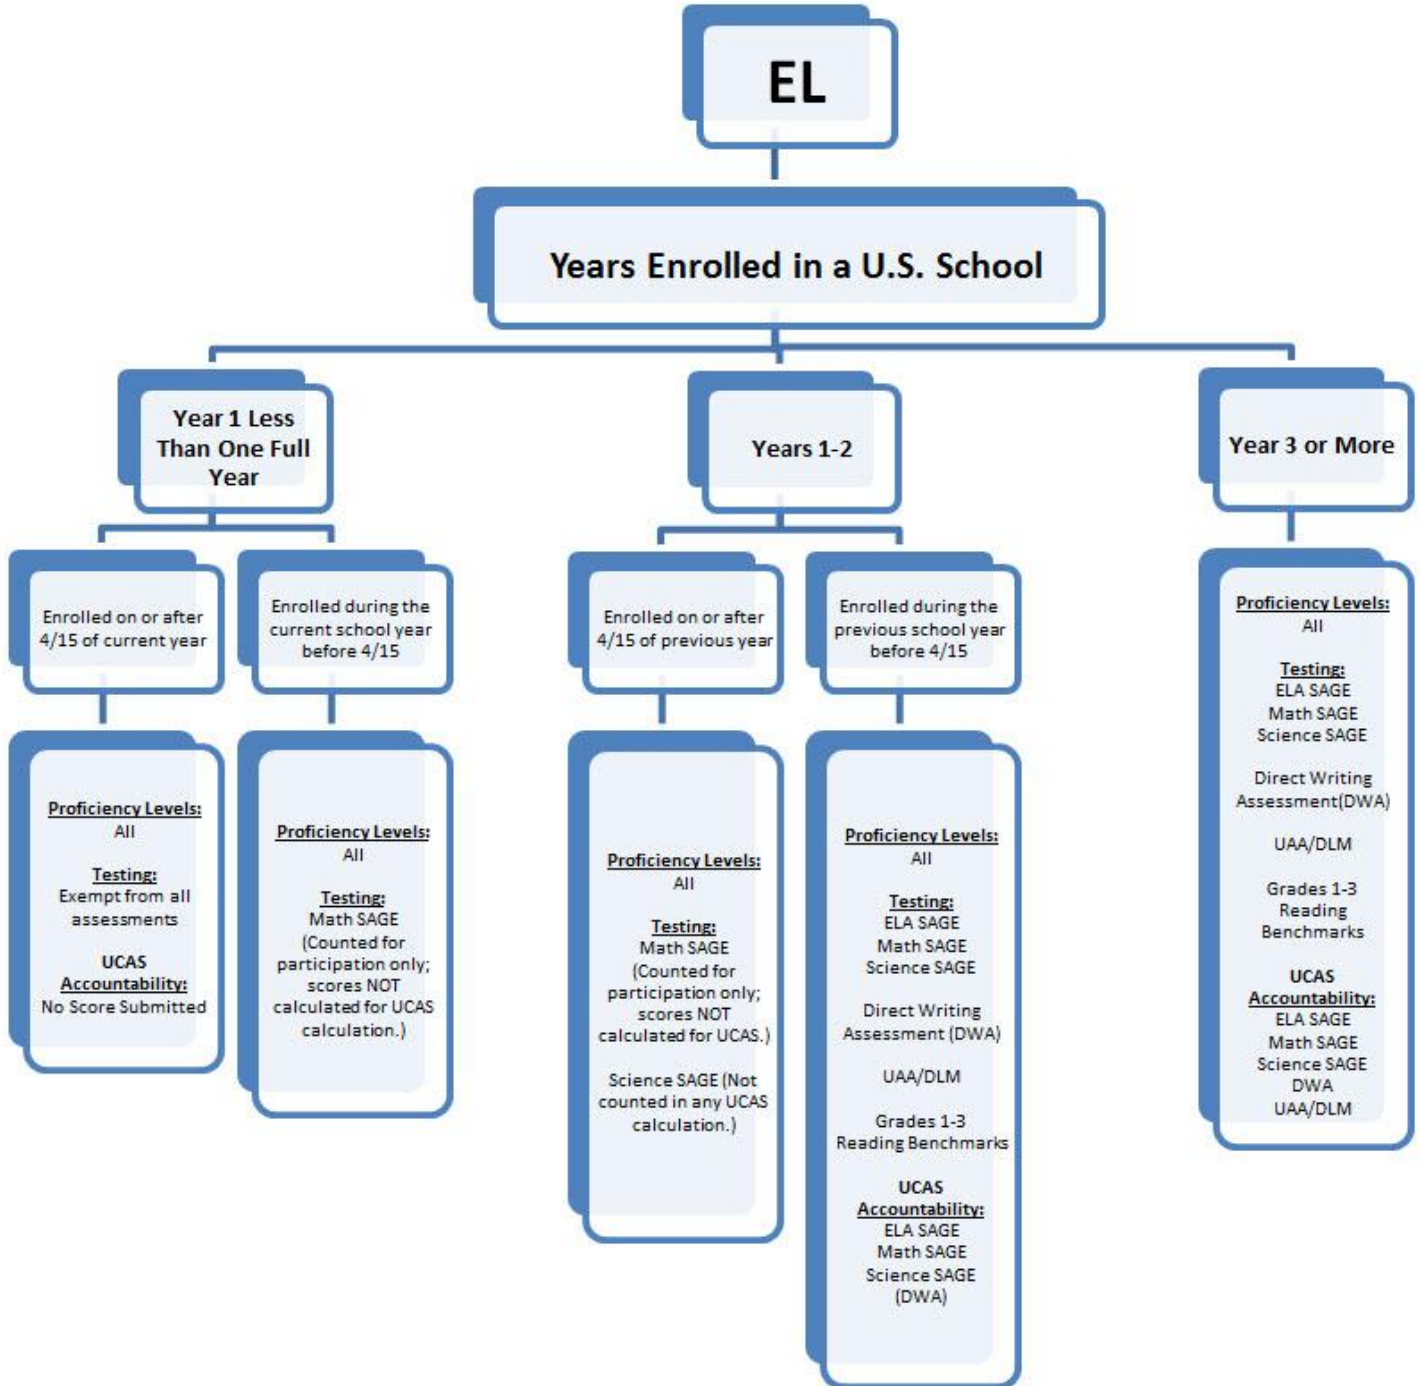 EL
Years Enrolled in a U.S. School
Year 1 Less
Than One Full
Year
Years 1-2
Year 3 or More
Enrolled on or after
4/15 of current year
Enrolled during the
current school year
before 4/15
Enrolled on or after
4/15 of previous year
Enrolled during the
previous school year
before 4/15
Proficiency Levels:
All
Testing:
Exempt from all
assessments
UCAS
Accountability:
No Score Submitted
Proficiency Levels:
All
Testing:
Math SAGE
(Counted for
participation only;
scores NOT
calculated for UCAS
calculation.)
Proficiency Levels:
All
Testing:
Math SAGE
(Counted for
participation only;
scores NOT
calculated for UCAS.)
Science SAGE (Not
counted in any UCAS
calculation.)
Proficiency Levels:
All
Testing:
ELA SAGE
Math SAGE
Science SAGE
Direct Writing
Assessment (DWA)
UAA/DLM
Grades 1-3
Reading Benchmarks
UCAS
Accountability:
ELA SAGE
Math SAGE
Science SAGE
(DWA)
Proficiency Levels:
All
Testing:
ELA SAGE
Math SAGE
Science SAGE
Direct Writing
Assessment(DWA)
UAA/DLM
Grades 1-3
Reading
Benchmarks
UCAS
Accountability:
ELA SAGE
Math SAGE
Science SAGE
DWA
UAA/DLM